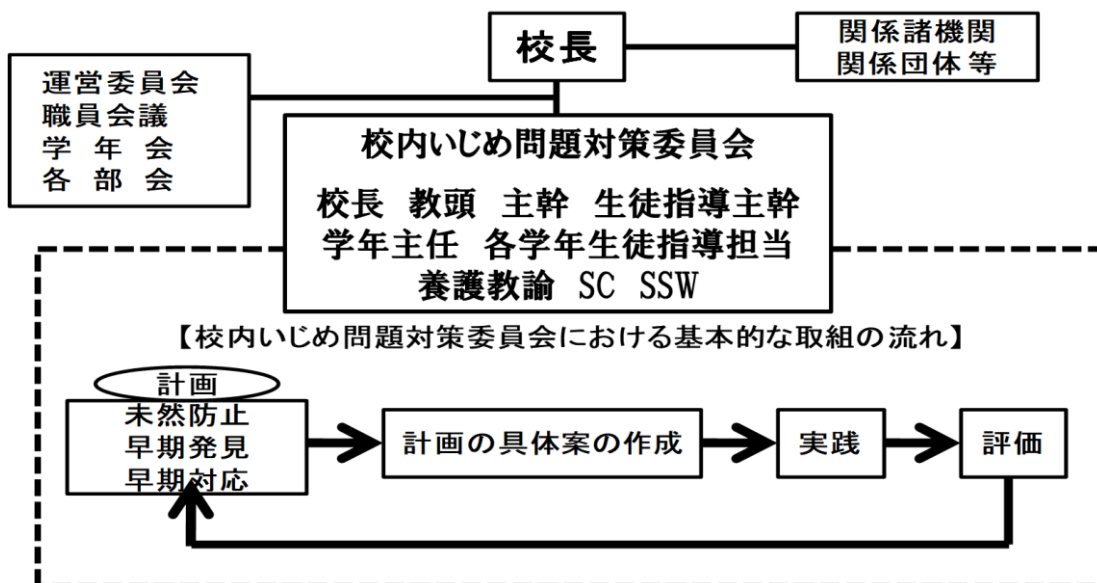 校長
関係諸機関
関係団体等
運営委員会
職員会議
学年会
各部会
校内いじめ問題対策委員会
校長 教頭 主幹 生徒指導主幹
学年主任 各学年生徒指導担当
養護教諭 SC SSW
【校内いじめ問題対策委員会における基本的な取組の流れ】
計画
未然防止
早期発見
早期対応
計画の具体案の作成
実践
評価